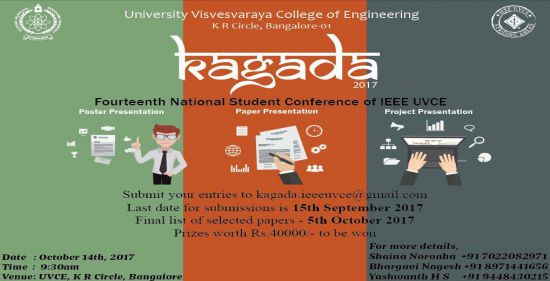 University Visvesvaraya College of Engineering
K R Circle, Bangalore-01
kagada
2017
Fourteenth National Student Conference of IEEE UVCE
Poster Presentation
Paper Presentation
Project Presentation
Submit your entries to kagada.ieeeuvce@gmail.com
Last date for submissions is 15th September 2017
Final list of selected papers - 5th October 2017
Prizes worth Rs.40000/- to be won
Date : October 14th, 2017
Time : 9:30am
Venue: UVCE, K R Circle, Bangalore
For more details,
Shaina Noronha +91 7022082971
Bhargavi Nagesh +91 8971441656
Yashwanth H S +91 9448430215